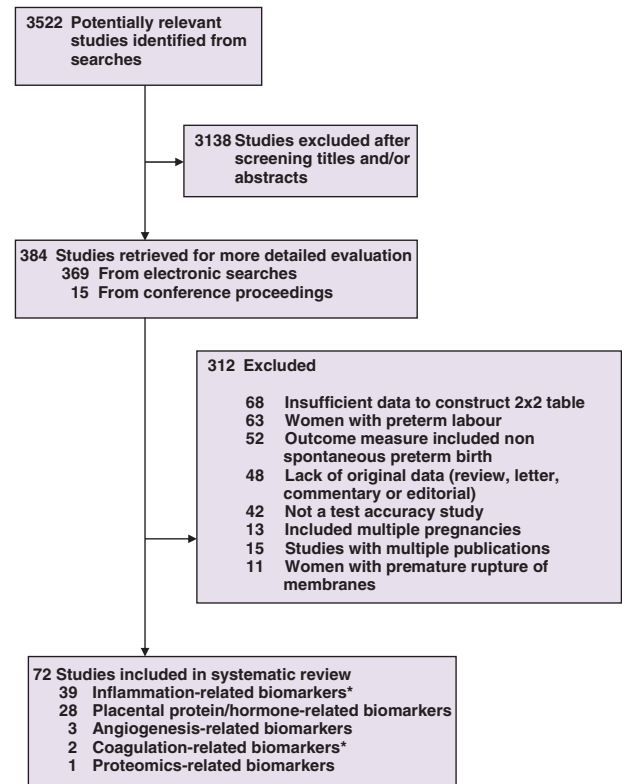 3522 Potentially relevant
studies identified from
searches
3138 Studies excluded after
screening titles and/or
abstracts
384 Studies retrieved for more detailed evaluation
369 From electronic searches
15 From conference proceedings
312 Excluded
68 Insufficient data to construct 2x2 table
63 Women with preterm labour
52 Outcome measure included non
spontaneous preterm birth
48 Lack of original data (review, letter,
commentary or editorial)
42 Not a test accuracy study
13 Included multiple pregnancies
15 Studies with multiple publications
11 Women with premature rupture of
membranes
72 Studies included in systematic review
39 Inflammation-related biomarkers*
28 Placental protein/hormone-related biomarkers
3 Angiogenesis-related biomarkers
2 Coagulation-related biomarkers*
1 Proteomics-related biomarkers